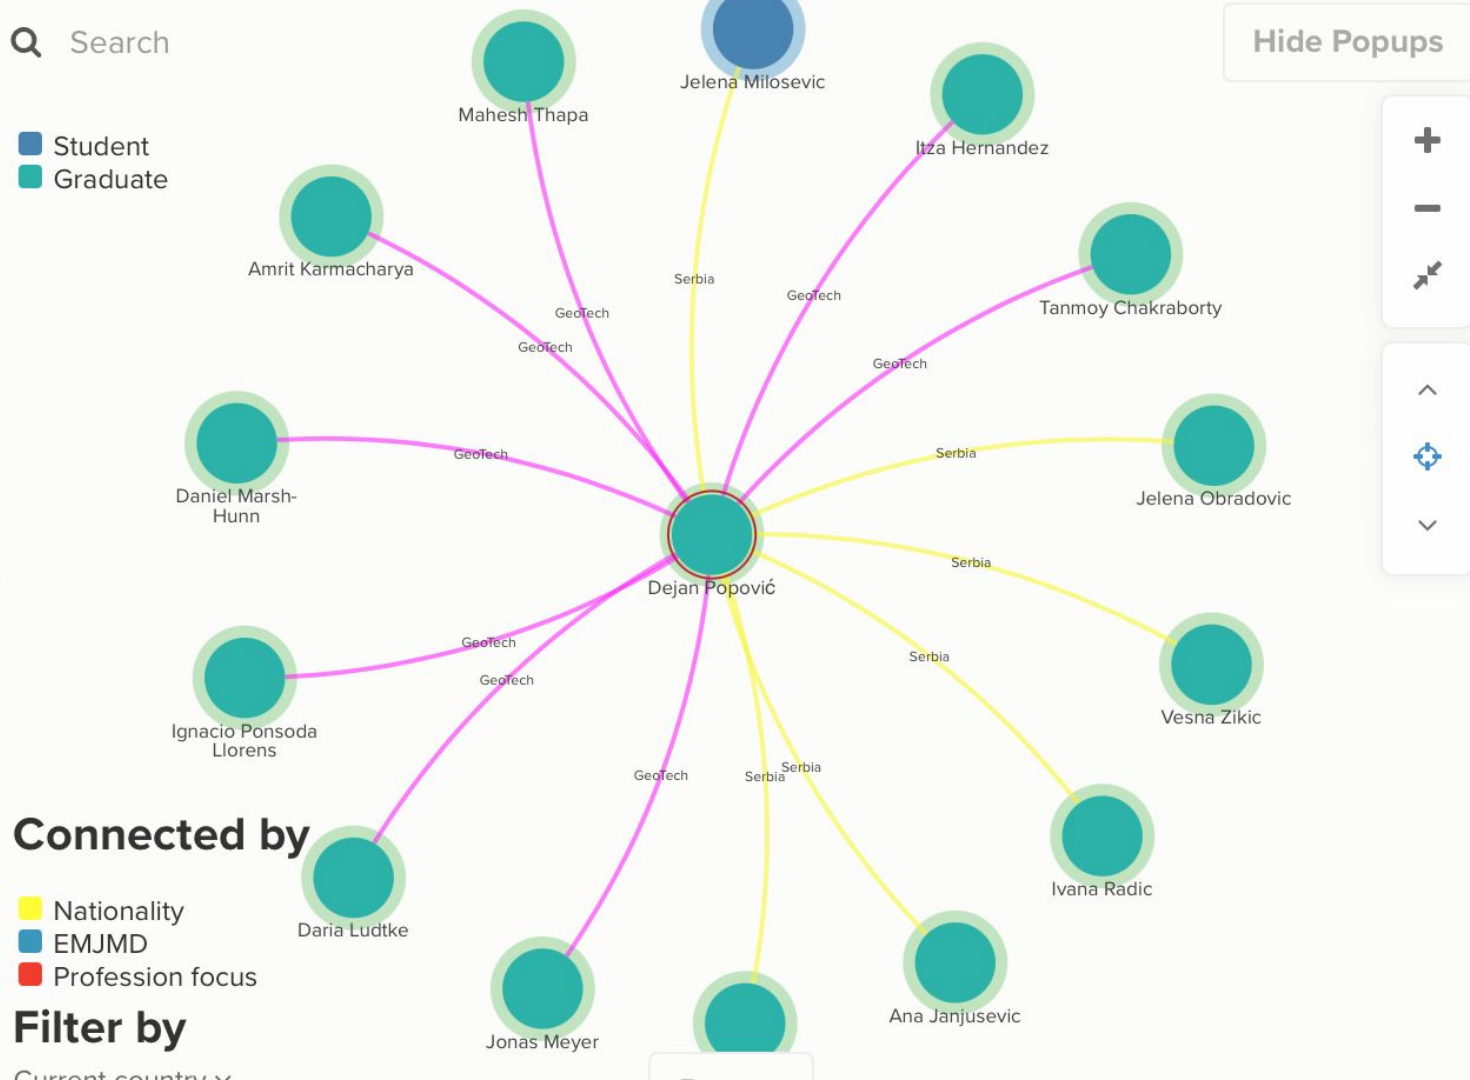 Search
Hide Popups
Student
Graduate
Mahesh Thapa
Jelena Milosevic
Itza Hernandez
Amrit Karmacharya
Tanmoy Chakraborty
Serbia
GeoTech
GeoTech
GeoTech
GeoTech
GeoTech
Serbia
Daniel Marsh-
Hunn
Jelena Obradovic
Serbia
Dejan Popović
GeoTech
Serbia
GeoTech
Ignacio Ponsoda
Llorens
Vesna Zikic
GeoTech
Serbia
Serbia
Connected by
Nationality
EMJMD
Profession focus
Daria Ludtke
Ivana Radic
Jonas Meyer
Ana Janjusevic
Filter by
Current country